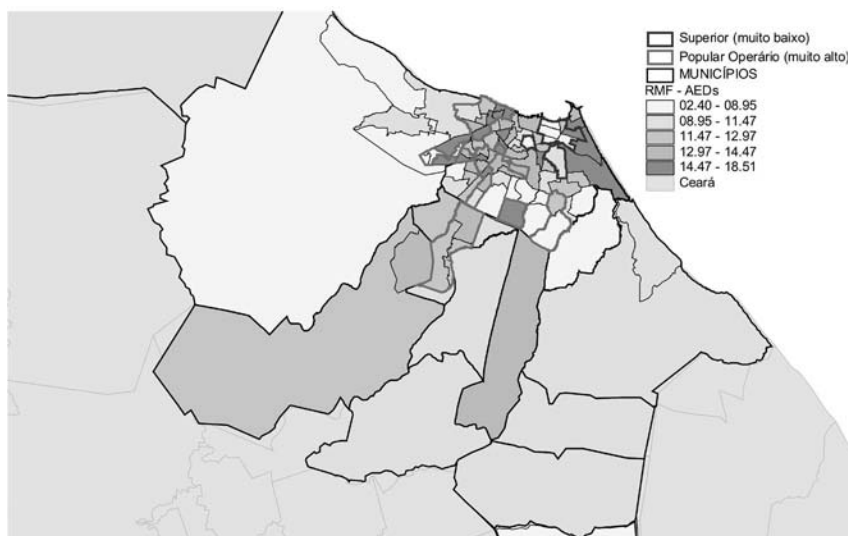 Superior (muito baixo)
Popular Operário (muito alto)
MUNICÍPIOS
RMF - AEDs
02.40 - 08.95
08.95 - 11.47
11.47 - 12.97
12.97 - 14.47
14.47 - 18.51
Ceará